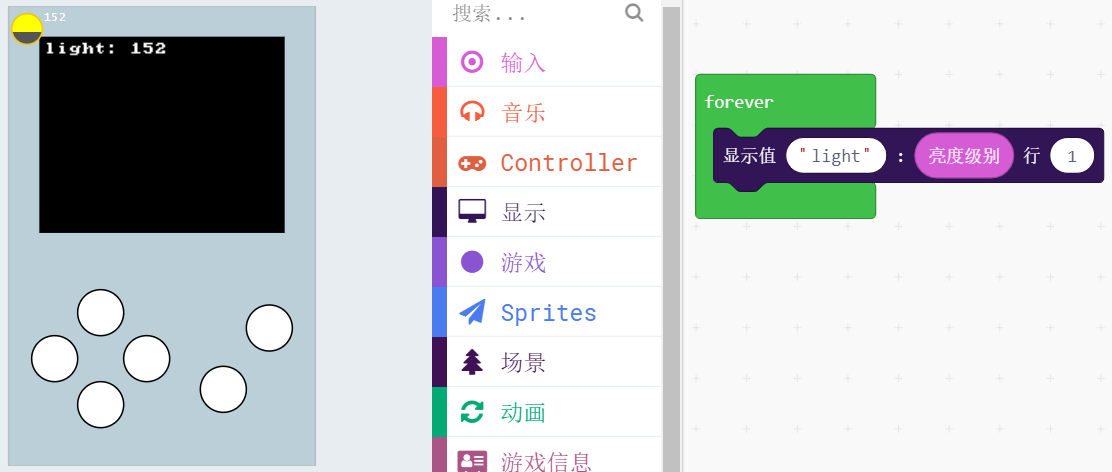 152
light: 152
搜索...
输入
音乐
Controller
显示
游戏
Sprites
场景
动画
游戏信息
forever
显示值 "light" : 亮度级别 行 1